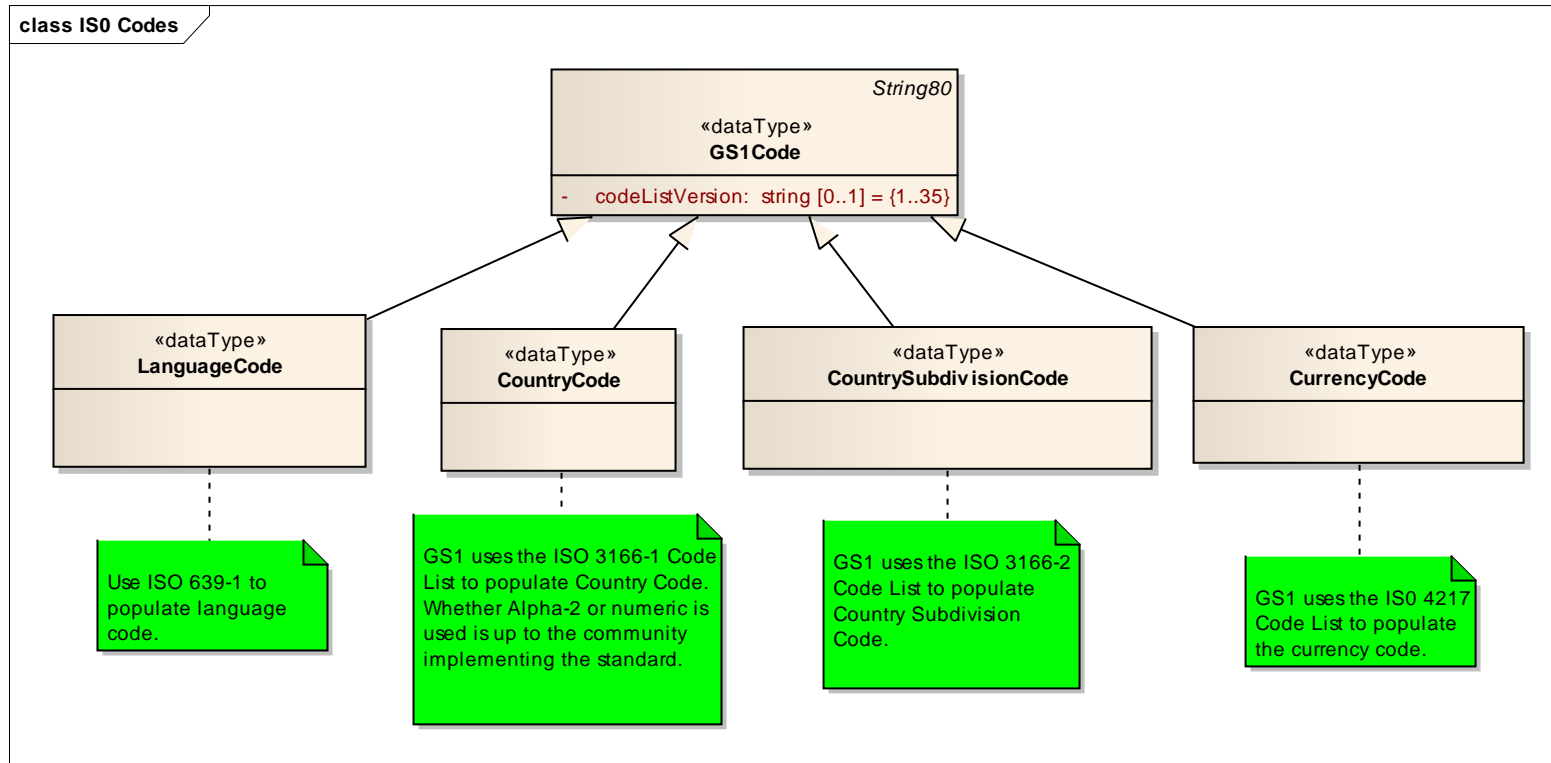 class IS0 Codes
String80
«dataType»
GS1Code
- codeListVersion: string [0..1] = {1..35}
«dataType»
LanguageCode
«dataType»
CountryCode
«dataType»
CountrySubdivisionCode
«dataType»
CurrencyCode
Use ISO 639-1 to
populate language
code.
GS1 uses the ISO 3166-1 Code
List to populate Country Code.
Whether Alpha-2 or numeric is
used is up to the community
implementing the standard.
GS1 uses the ISO 3166-2
Code List to populate
Country Subdivision
Code.
GS1 uses the IS0 4217
Code List to populate
the currency code.